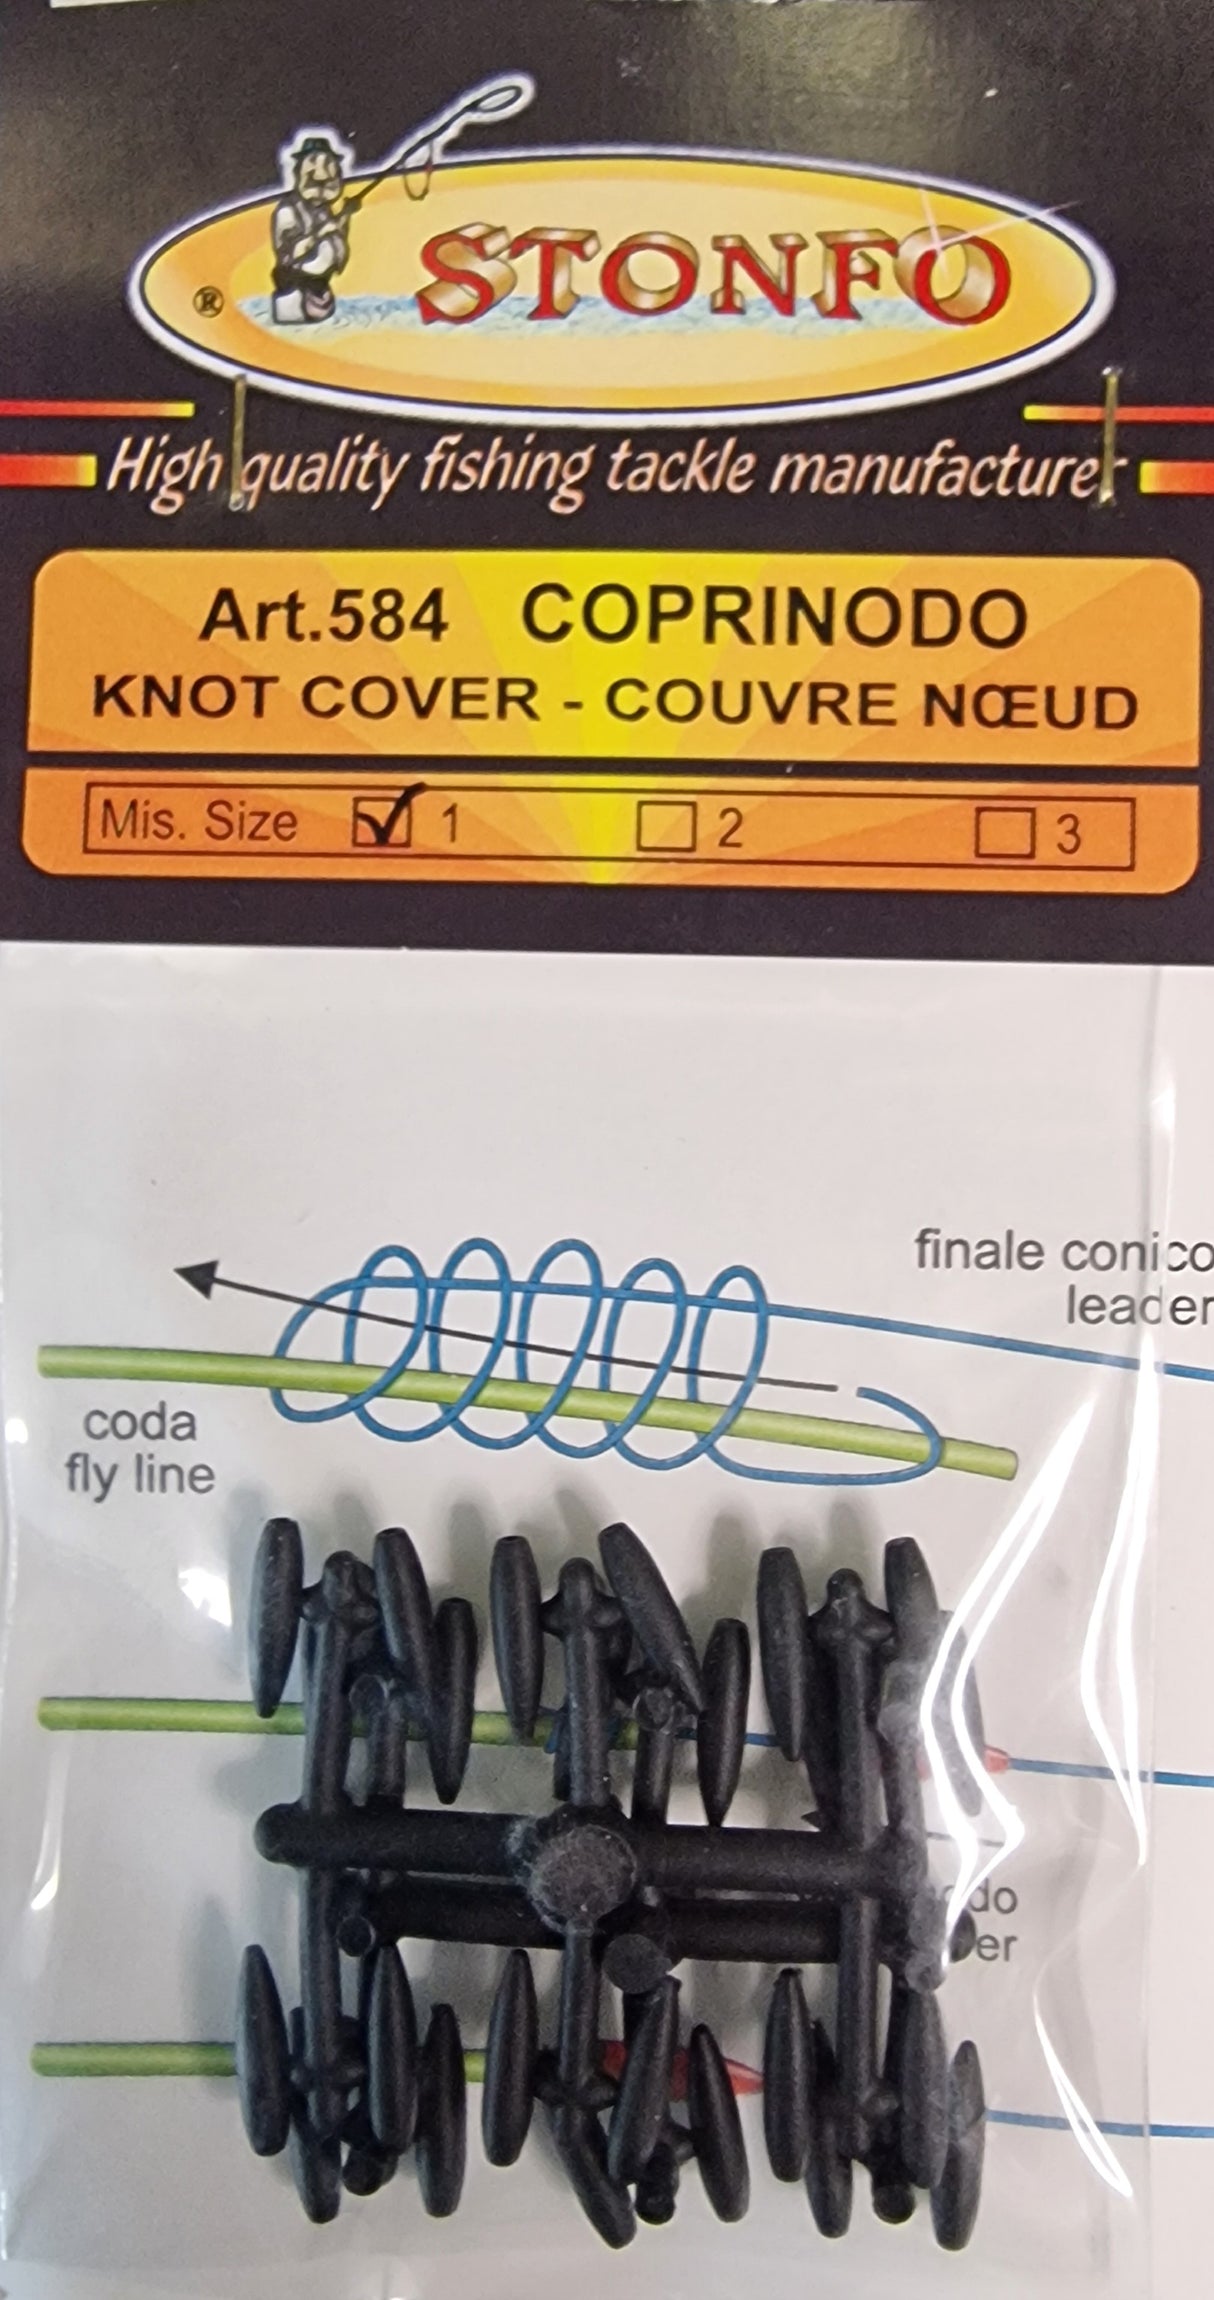 ®
STONFO
High quality fishing tackle manufacturer
Art.584 COPRINODO
KNOT COVER - COUVRE NŒUD
Mis. Size 1 2 3
finale conico
leader
coda
fly line